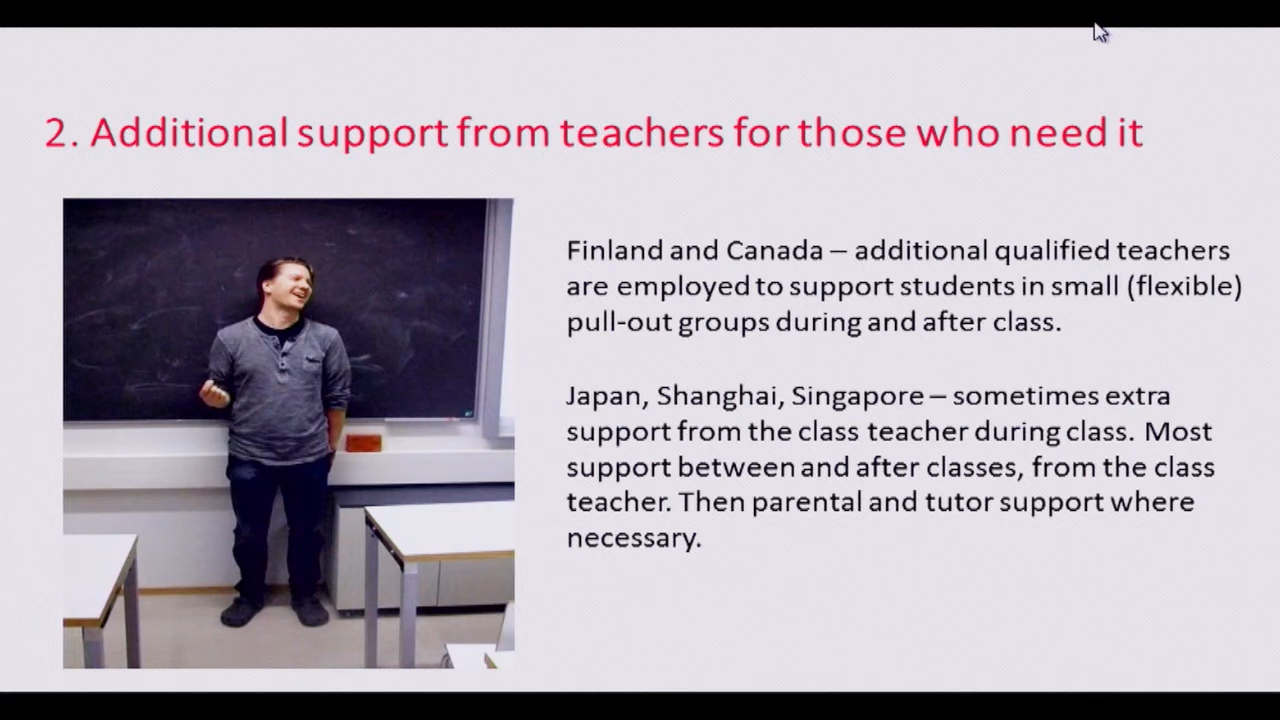 2. Additional support from teachers for those who need it
Finland and Canada – additional qualified teachers
are employed to support students in small (flexible)
pull-out groups during and after class.
Japan, Shanghai, Singapore – sometimes extra
support from the class teacher during class. Most
support between and after classes, from the class
teacher. Then parental and tutor support where
necessary.